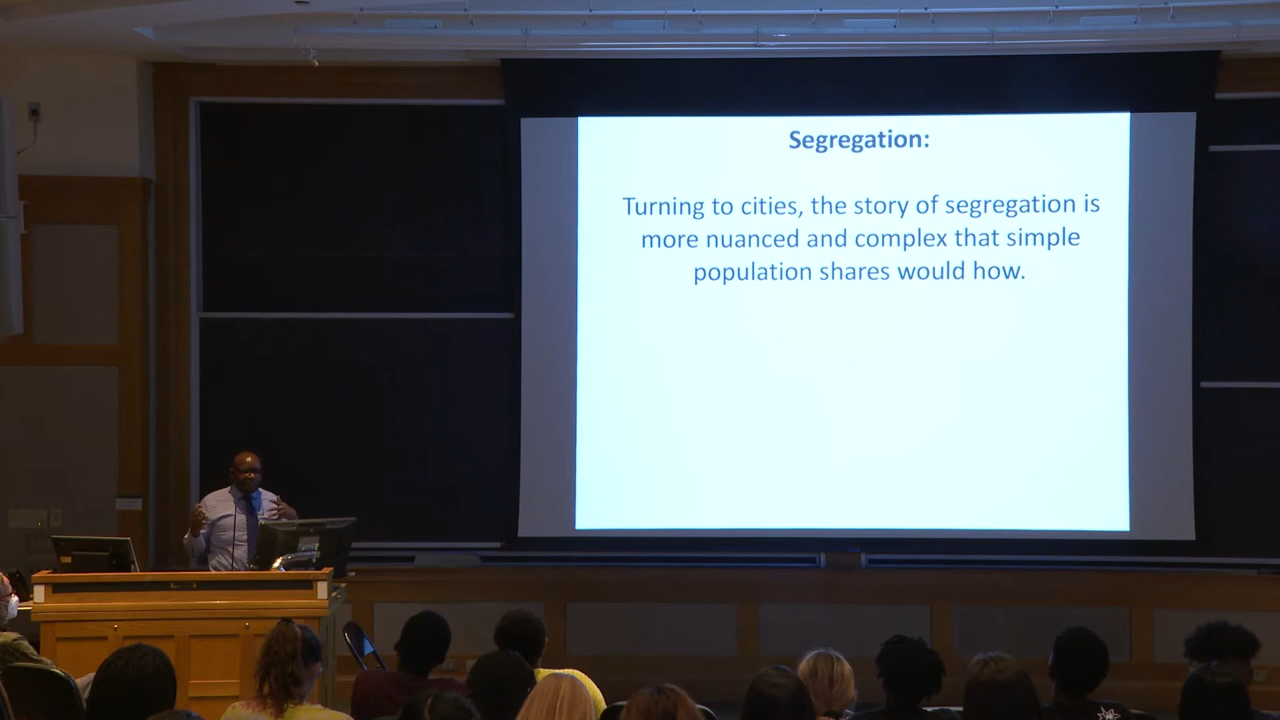 Segregation:
Turning to cities, the story of segregation is
more nuanced and complex that simple
population shares would how.